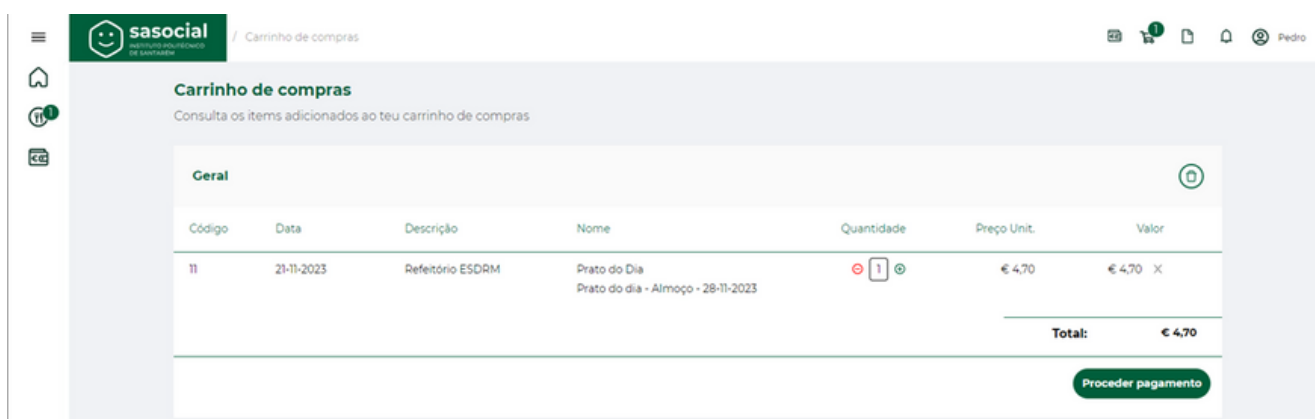 sasocial
INSTITUTO POLITÉCNICO
DE SANTARÉM
/ Carrinho de compras
1
Pedro
1
Carrinho de compras
Consulta os items adicionados ao teu carrinho de compras
Geral
Código Data Descrição Nome Quantidade Preço Unit. Valor
11 21-11-2023 Refeitório ESDRM Prato do Dia 1 € 4,70 € 4,70
Prato do dia - Almoço - 28-11-2023
Total: € 4,70
Proceder pagamento